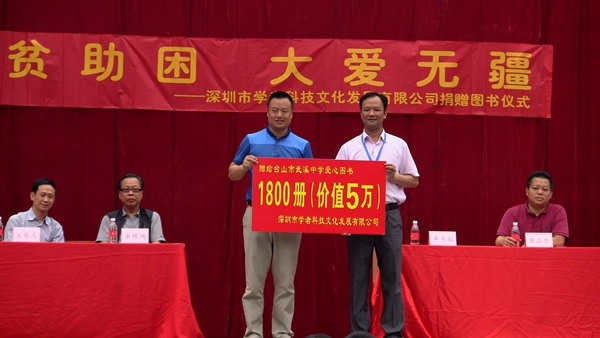 贫助困 大爱无疆
——深圳市学者科技文化发展有限公司捐赠图书仪式
赠给台山市武溪中学爱心图书
1800册(价值5万)
深圳市学者科技文化发展有限公司